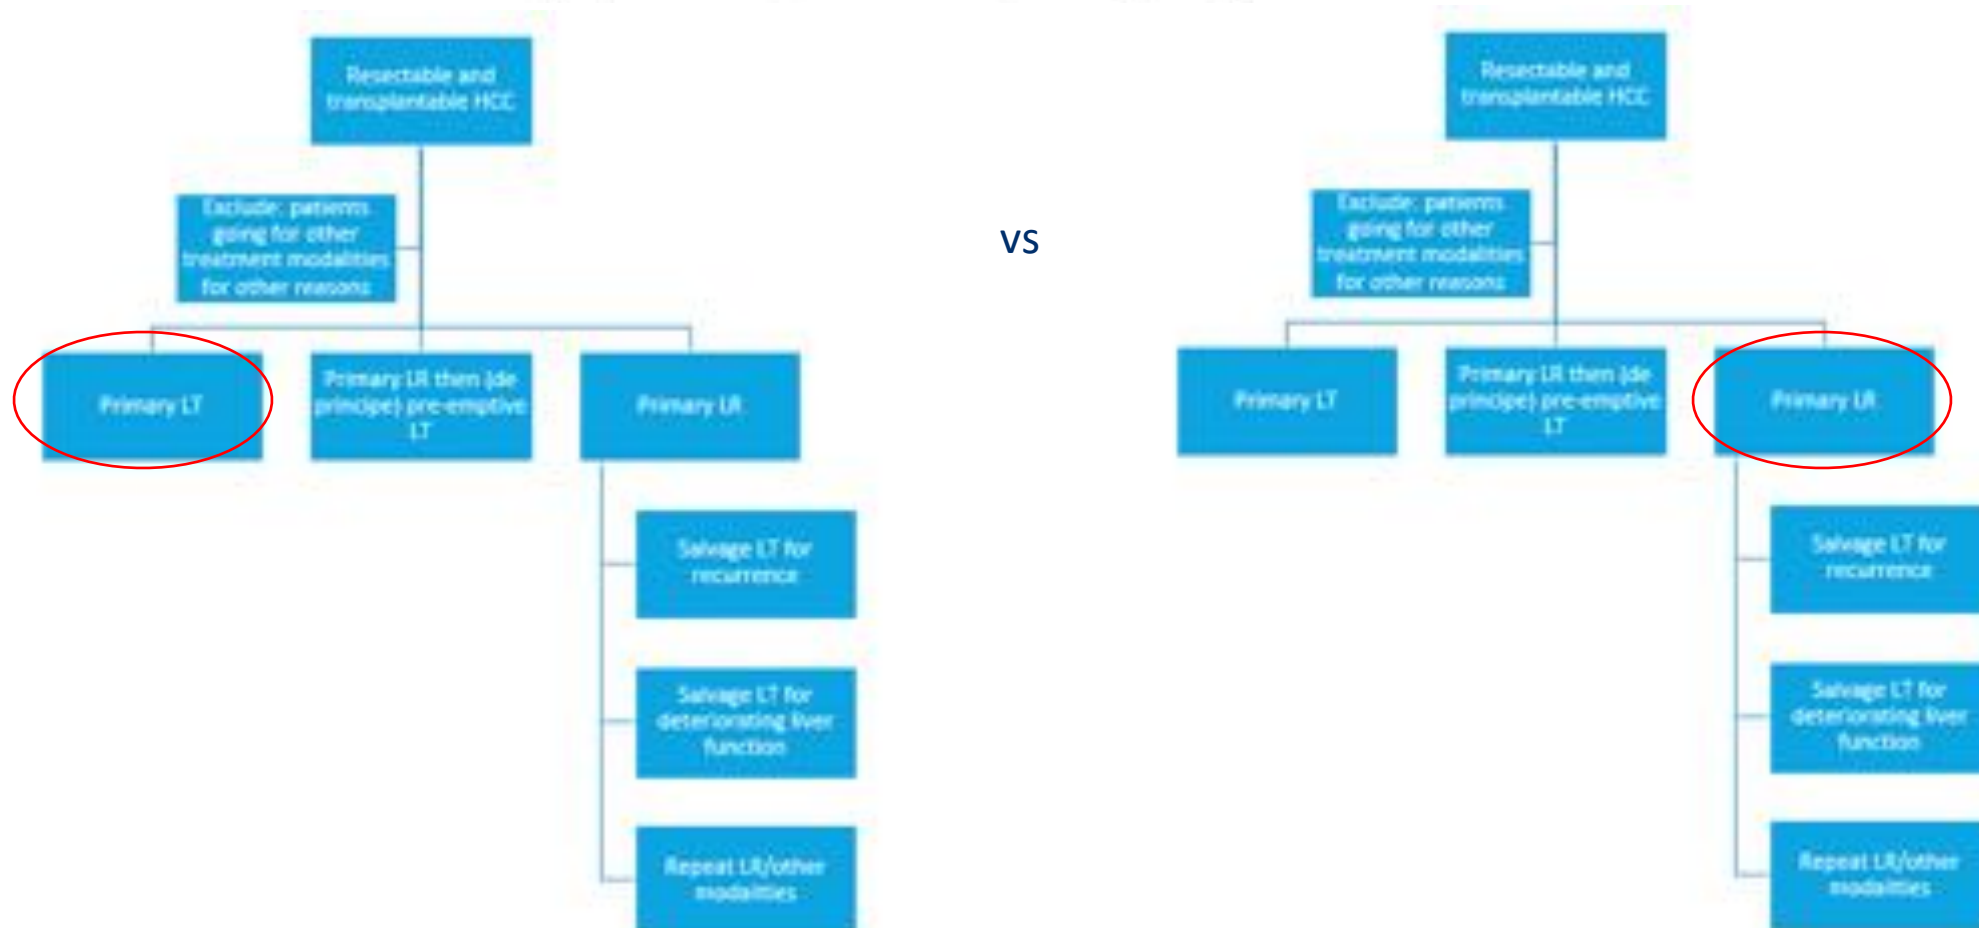 Resectable and
transplantable HCC
Exclude: patients
going for other
treatment modalities
for other reasons
Primary LT
Primary LR then (de
principe) pre-emptive
LT
Primary LR
Salvage LT for
recurrence
Salvage LT for
deteriorating liver
function
Repeat LR/other
modalities
vs
Resectable and
transplantable HCC
Exclude: patients
going for other
treatment modalities
for other reasons
Primary LT
Primary LR then (de
principe) pre-emptive
LT
Primary LR
Salvage LT for
recurrence
Salvage LT for
deteriorating liver
function
Repeat LR/other
modalities